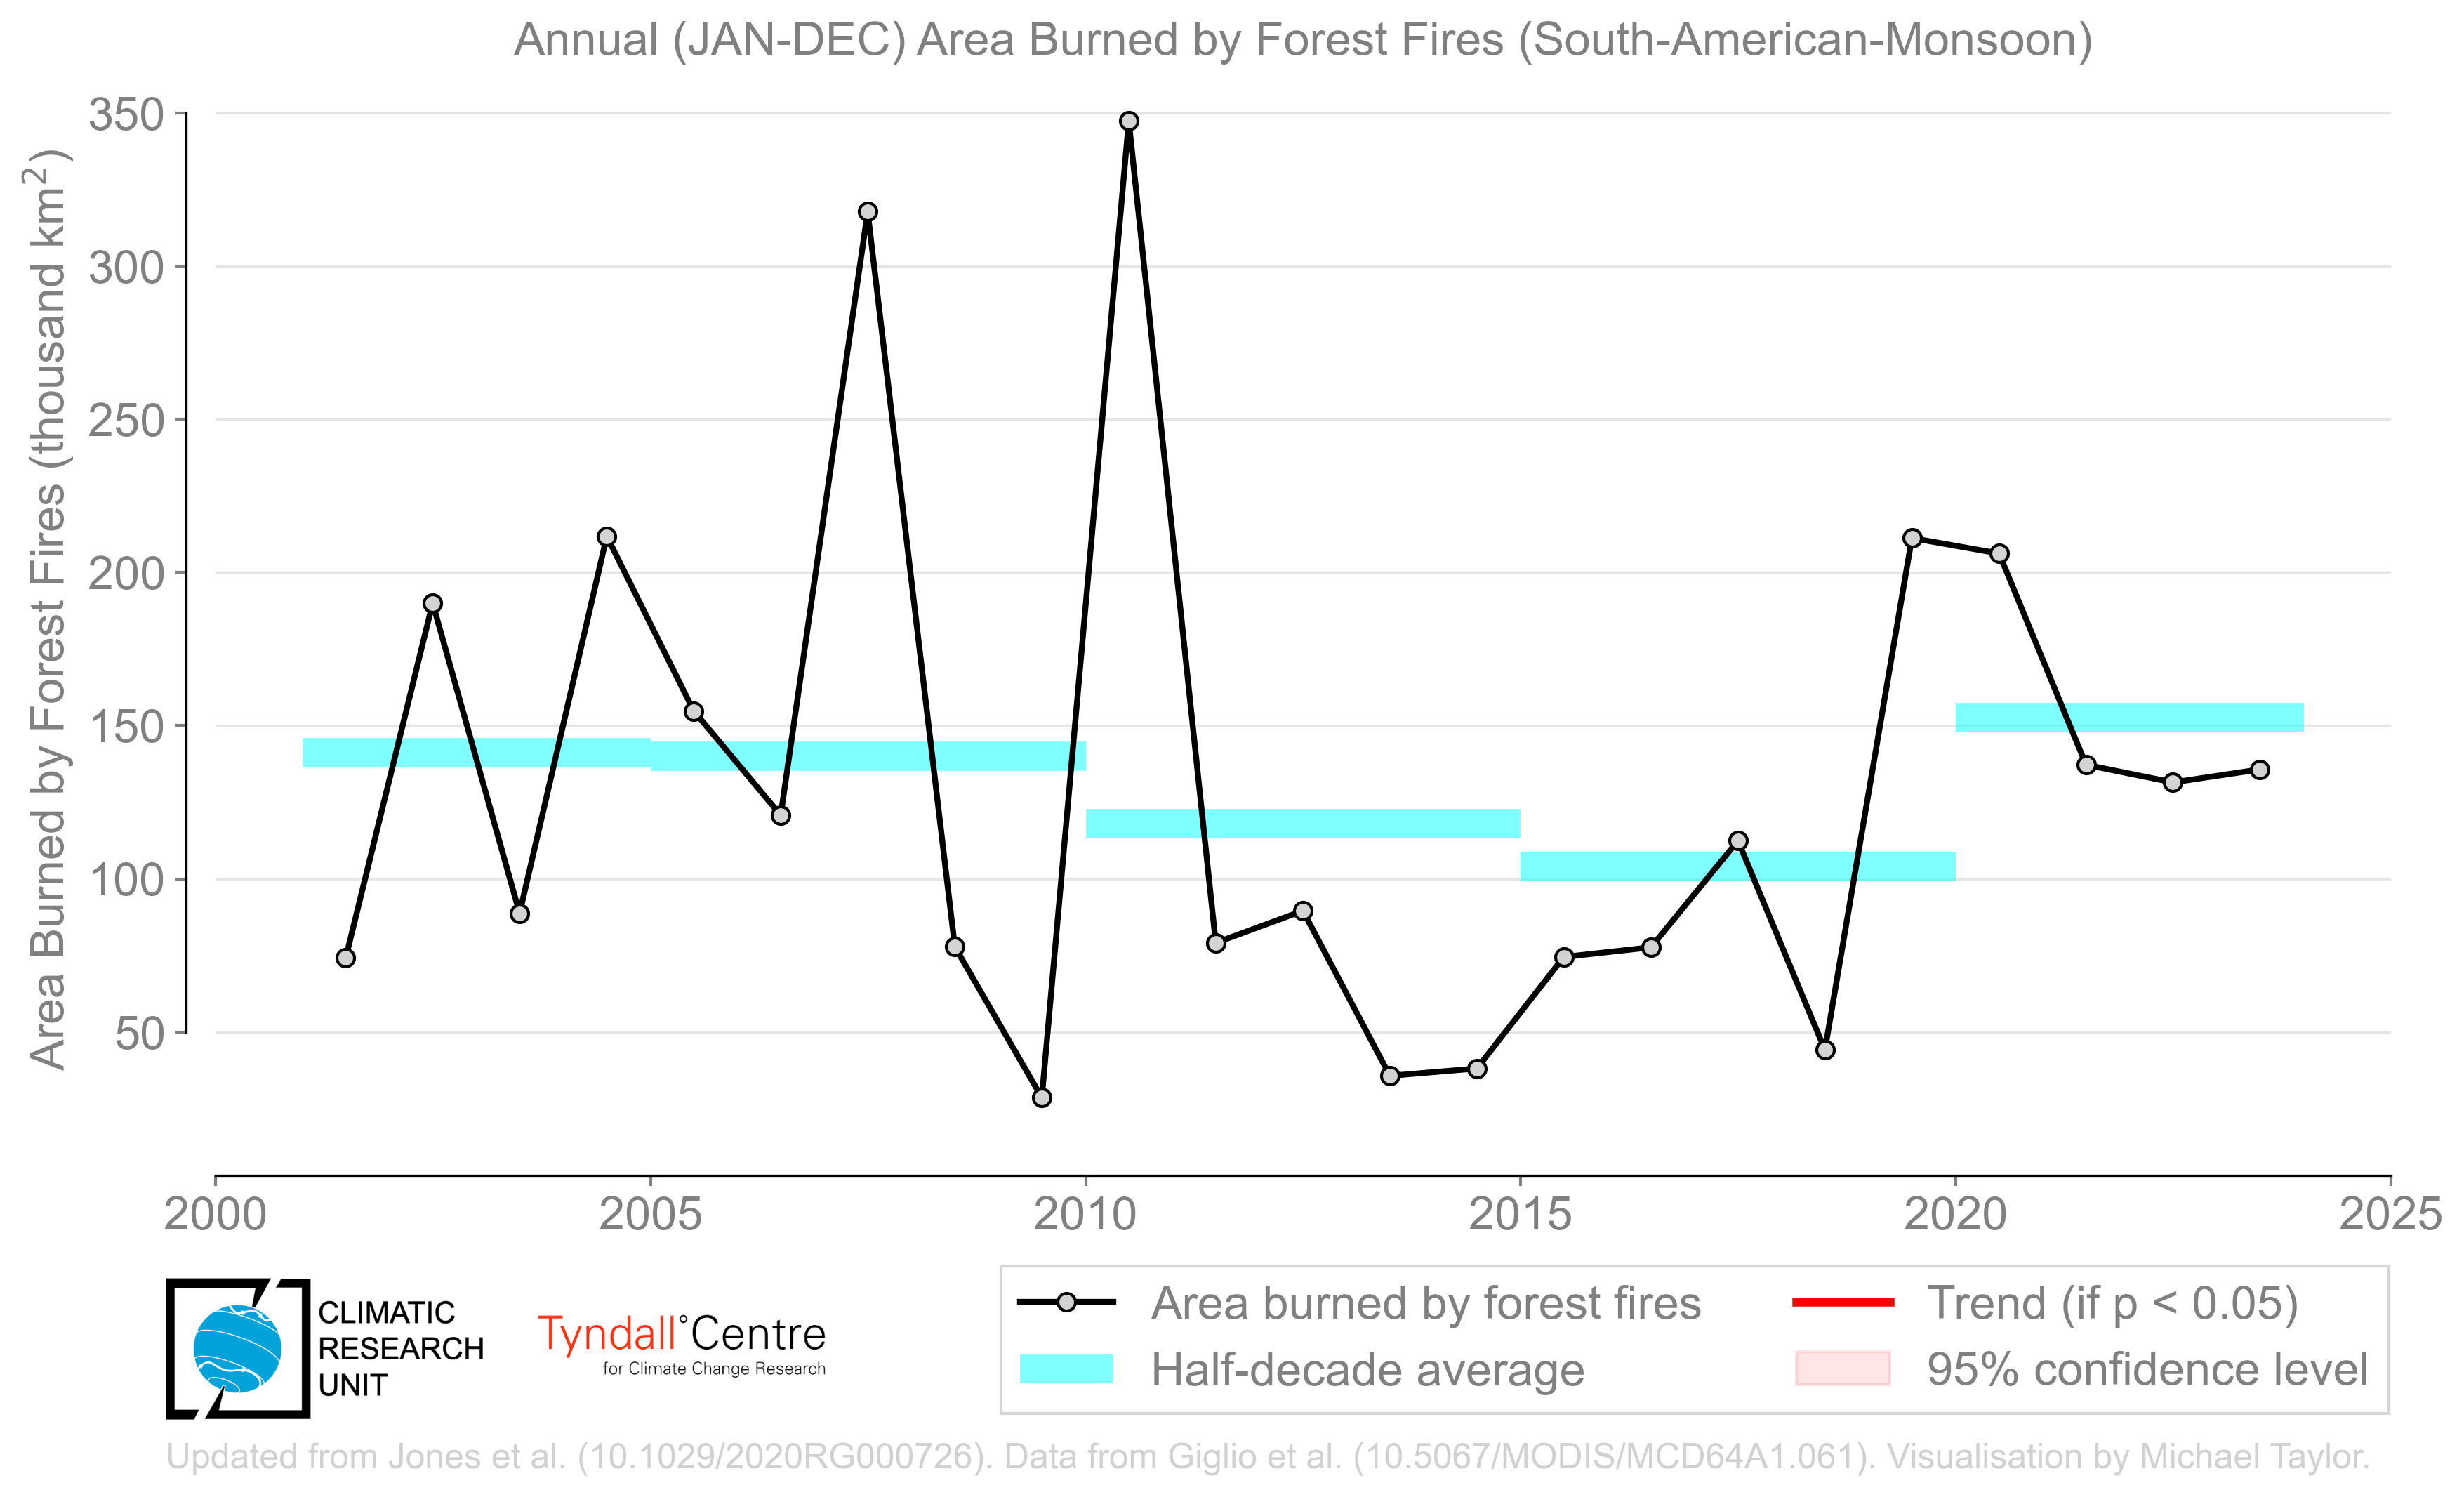 Annual (JAN-DEC) Area Burned by Forest Fires (South-American-Monsoon)
Area Burned by Forest Fires (thousand km²)
350
300
250
200
150
100
50
2000 2005 2010 2015 2020 2025
CLIMATIC
RESEARCH
UNIT
Tyndall°Centre
for Climate Change Research
Area burned by forest fires
Half-decade average
Trend (if p < 0.05)
95% confidence level
Updated from Jones et al. (10.1029/2020RG000726). Data from Giglio et al. (10.5067/MODIS/MCD64A1.061). Visualisation by Michael Taylor.